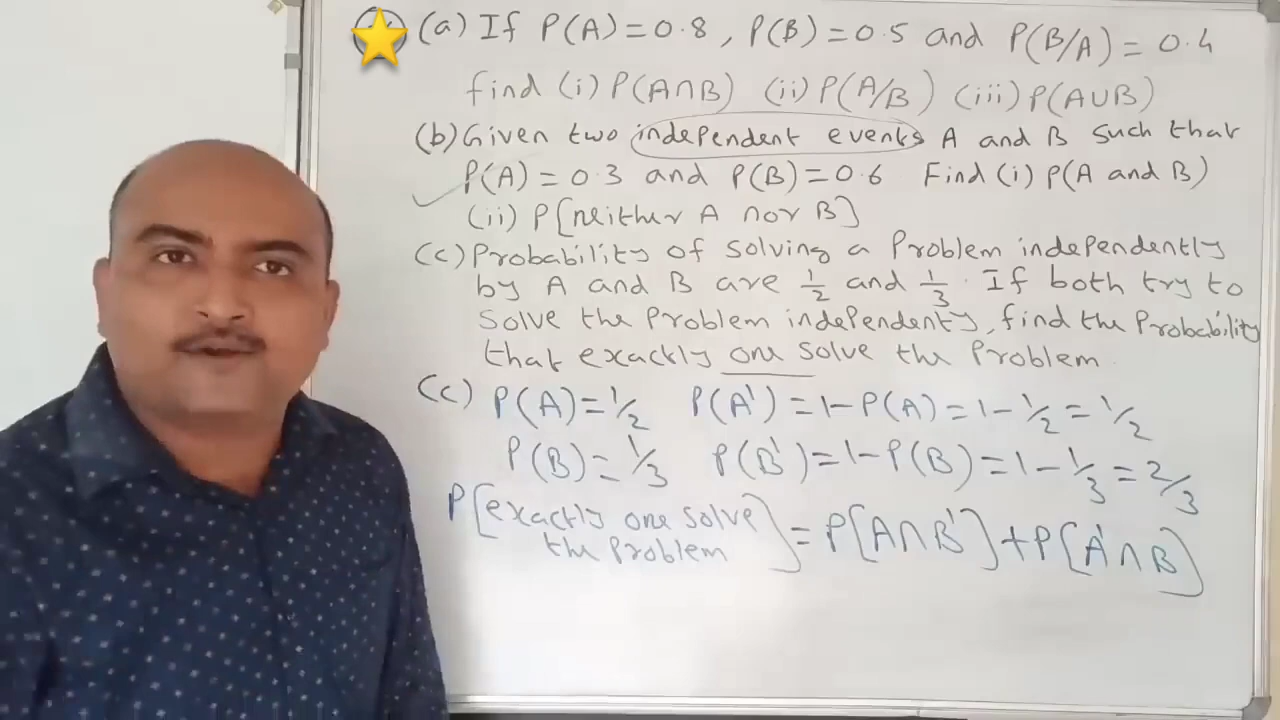 (a) If P(A)=0.8, P(B)=0.5 and P(B/A)=0.4
find (i) P(A∩B) (ii) P(A/B) (iii) P(A∪B)
(b) Given two independent events A and B such that
P(A)=0.3 and P(B)=0.6 Find (i) P(A and B)
(ii) P[neither A nor B]
(c) Probability of solving a Problem independently
by A and B are 1/2 and 1/3. If both try to
solve the Problem independenty, find the Probability
that exactly one solve the Problem.
(c) P(A)=1/2 P(A')=1-P(A)=1-1/2=1/2
P(B)=1/3 P(B')=1-P(B)=1-1/3=2/3
P[exactly one solve the Problem]=P[A∩B']+P[A'∩B]